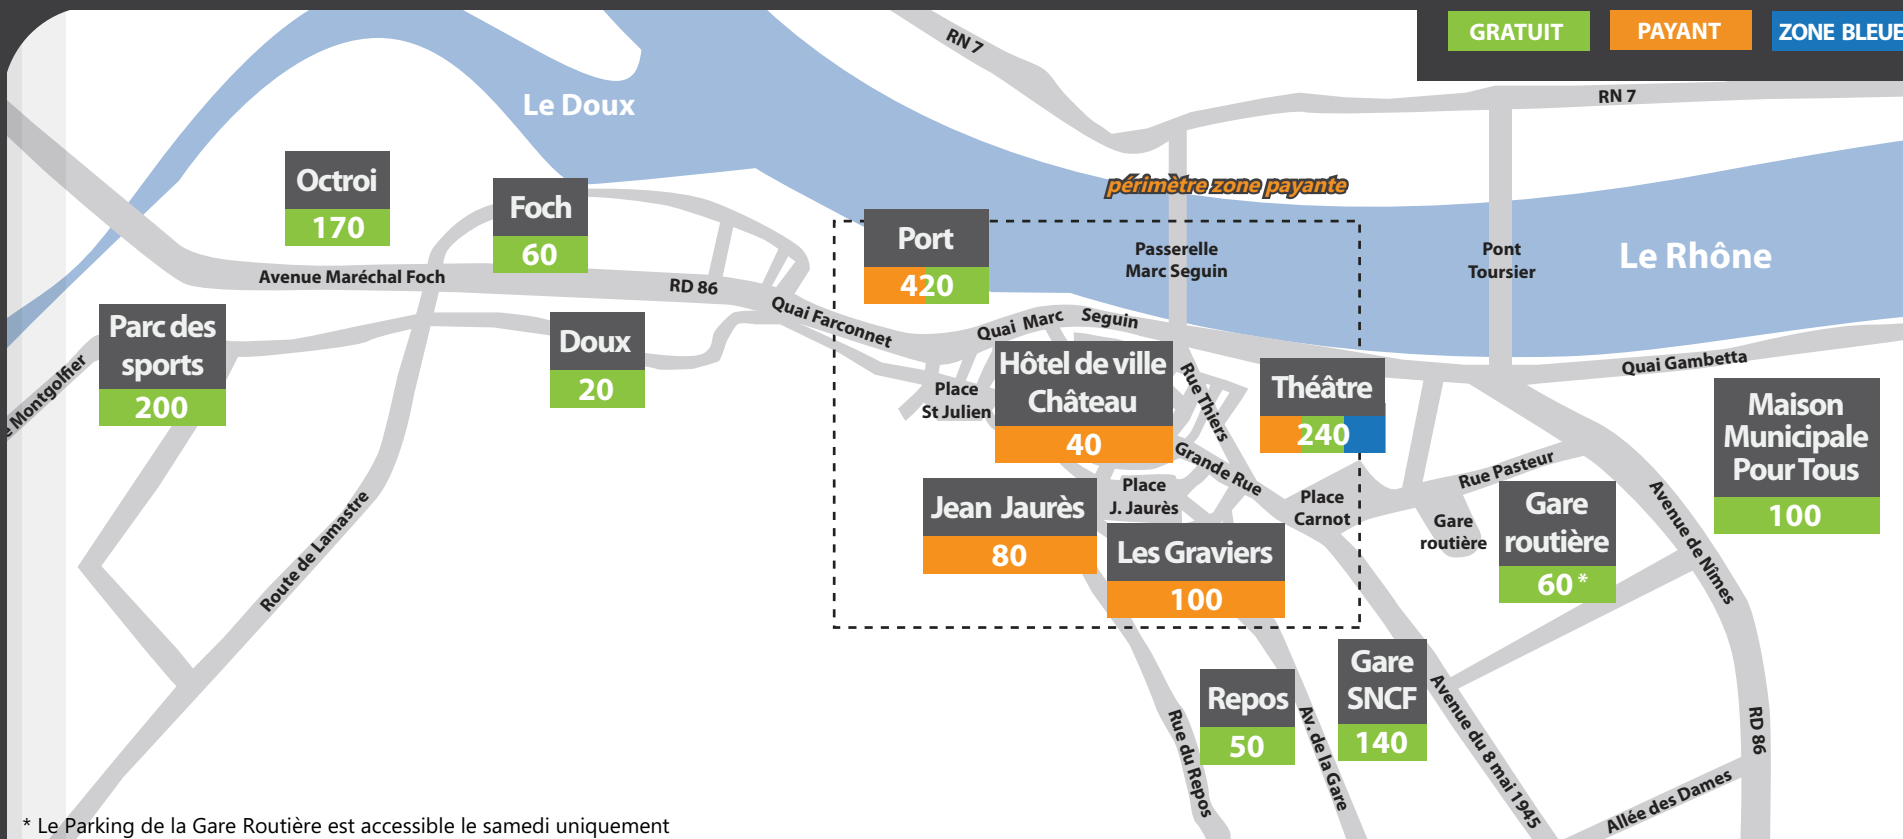 GRATUIT
PAYANT
ZONE BLEUE
RN 7
RN 7
Le Doux
Octroi
170
Foch
60
périmètre zone payante
Port
420
Passerelle
Marc Seguin
Pont
Toursier
Le Rhône
Avenue Maréchal Foch
RD 86
Quai Farconnet
Quai Marc Seguin
Quai Gambetta
Parc des
sports
200
Doux
20
e Montgolfier
Place
St Julien
Hôtel de ville
Château
40
Rue Thiers
Théâtre
240
Maison
Municipale
Pour Tous
100
Grande Rue
Rue Pasteur
Jean Jaurès
80
Place
J. Jaurès
Place
Carnot
Gare
routière
Gare
routière
60 *
Avenue de Nîmes
Les Graviers
100
Route de Lamastre
Repos
50
Gare
SNCF
140
Rue du Repos
Av. de la Gare
Avenue du 8 mai 1945
RD 86
Allée des Dames
* Le Parking de la Gare Routière est accessible le samedi uniquement